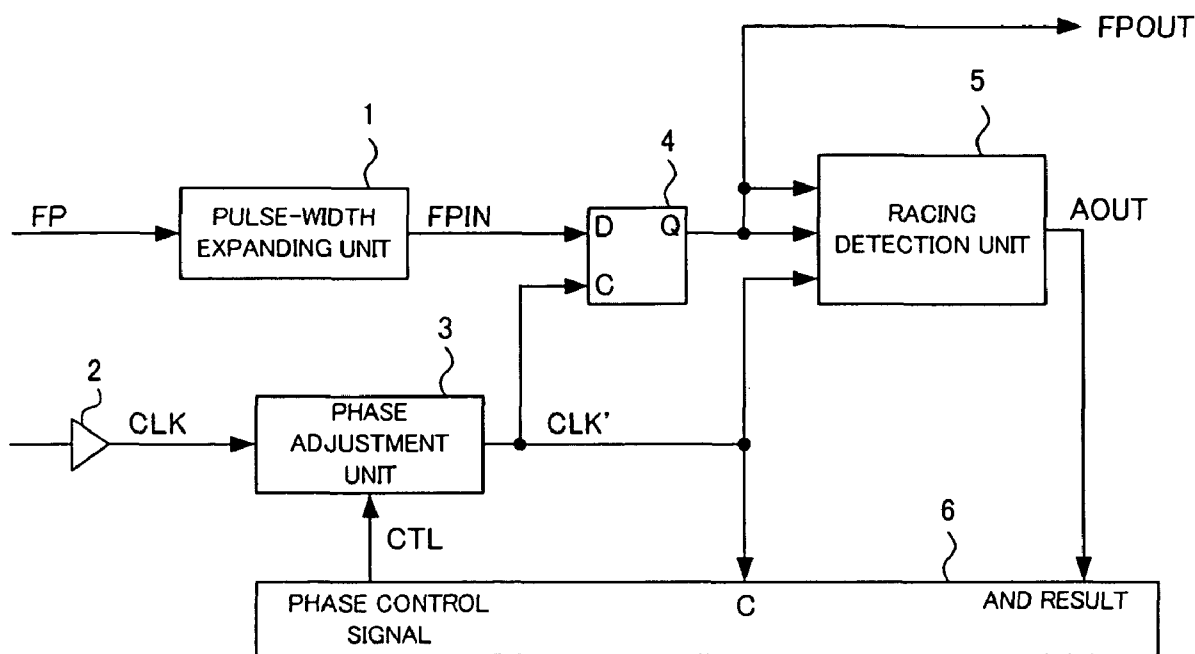 FPOUT
1
5
4
FP
PULSE-WIDTH
EXPANDING UNIT
FPIN
D
Q
C
RACING
DETECTION UNIT
AOUT
2
CLK
3
PHASE
ADJUSTMENT
UNIT
CLK'
CTL
6
PHASE CONTROL
SIGNAL
C
AND RESULT